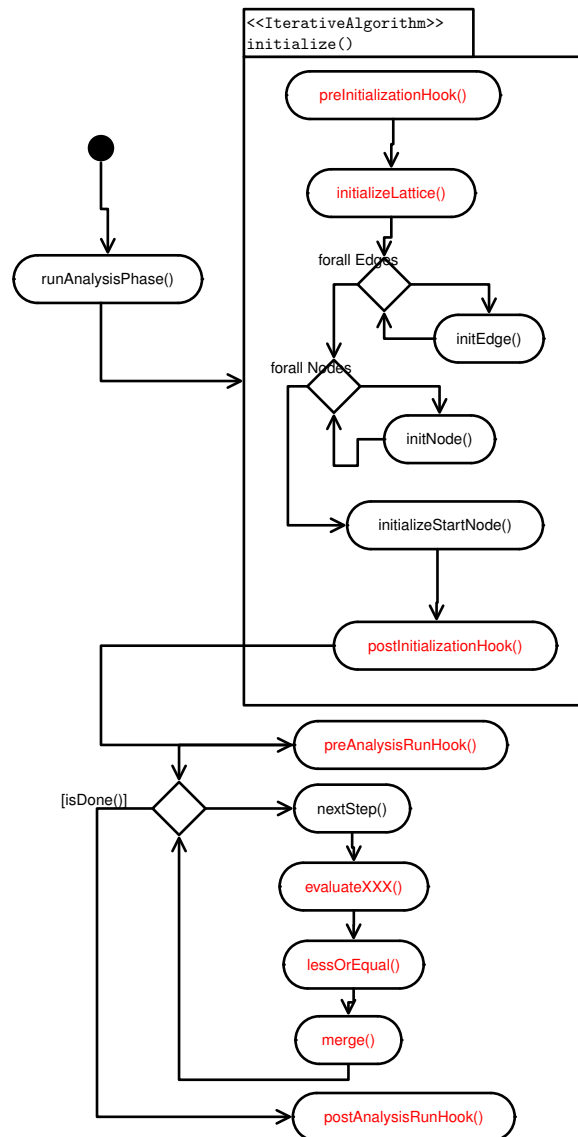 <<IterativeAlgorithm>>
initialize()
preInitializationHook()
initializeLattice()
forall Edges
runAnalysisPhase()
initEdge()
forall Nodes
initNode()
initializeStartNode()
postInitializationHook()
preAnalysisRunHook()
[isDone()]
nextStep()
evaluateXXX()
lessOrEqual()
merge()
postAnalysisRunHook()